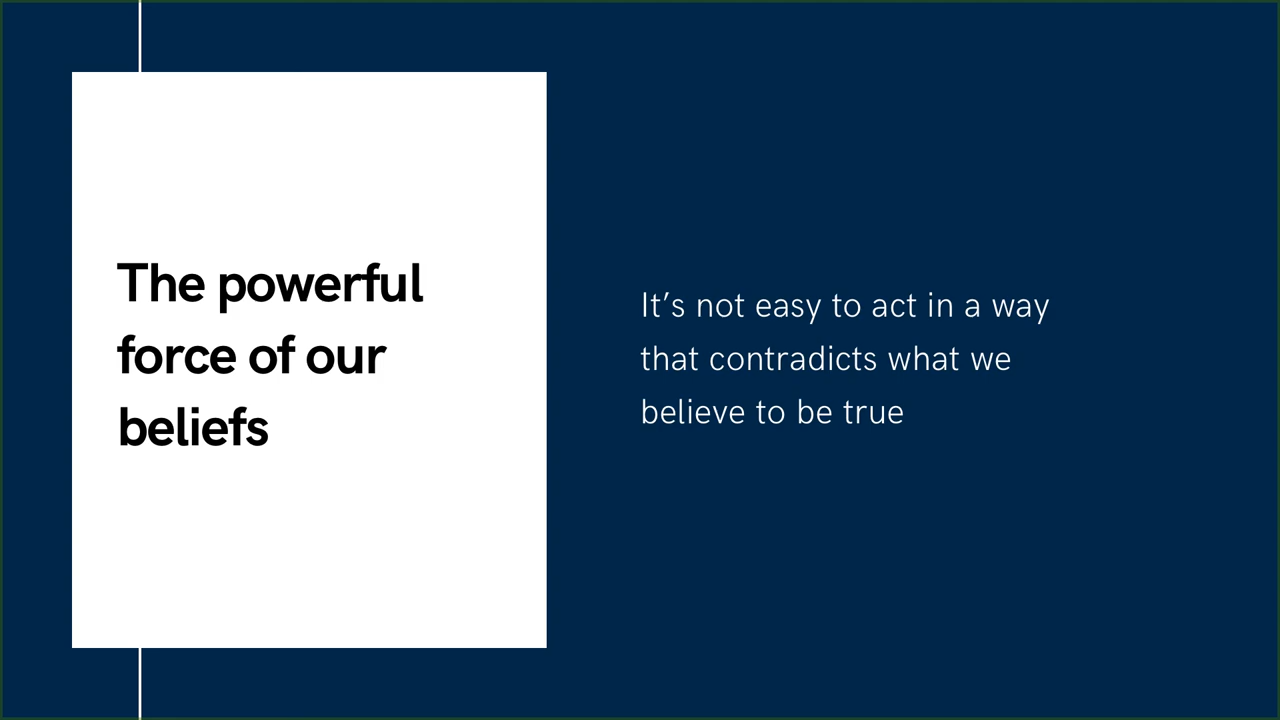 The powerful
force of our
beliefs
It’s not easy to act in a way
that contradicts what we
believe to be true